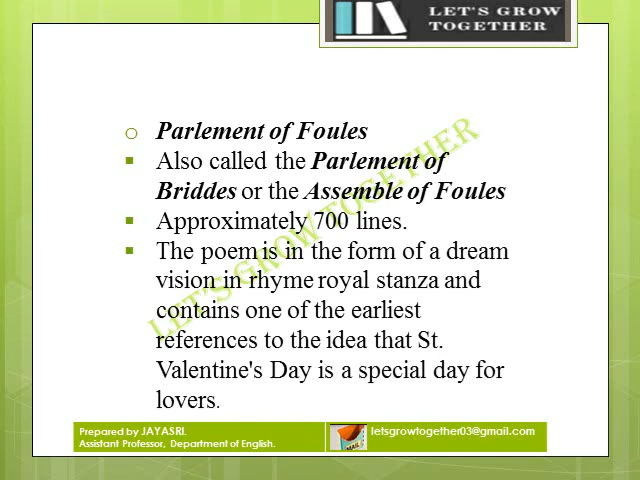 LET'S GROW
TOGETHER
Parlement of Foules
Also called the Parlement of
Briddes or the Assemble of Foules
Approximately 700 lines.
The poem is in the form of a dream
vision in rhyme royal stanza and
contains one of the earliest
references to the idea that St.
Valentine's Day is a special day for
lovers.
LET'S GROW TOGETHER
Prepared by JAYASRI.
Assistant Professor, Department of English.
MAIL
letsgrowtogether03@gmail.com